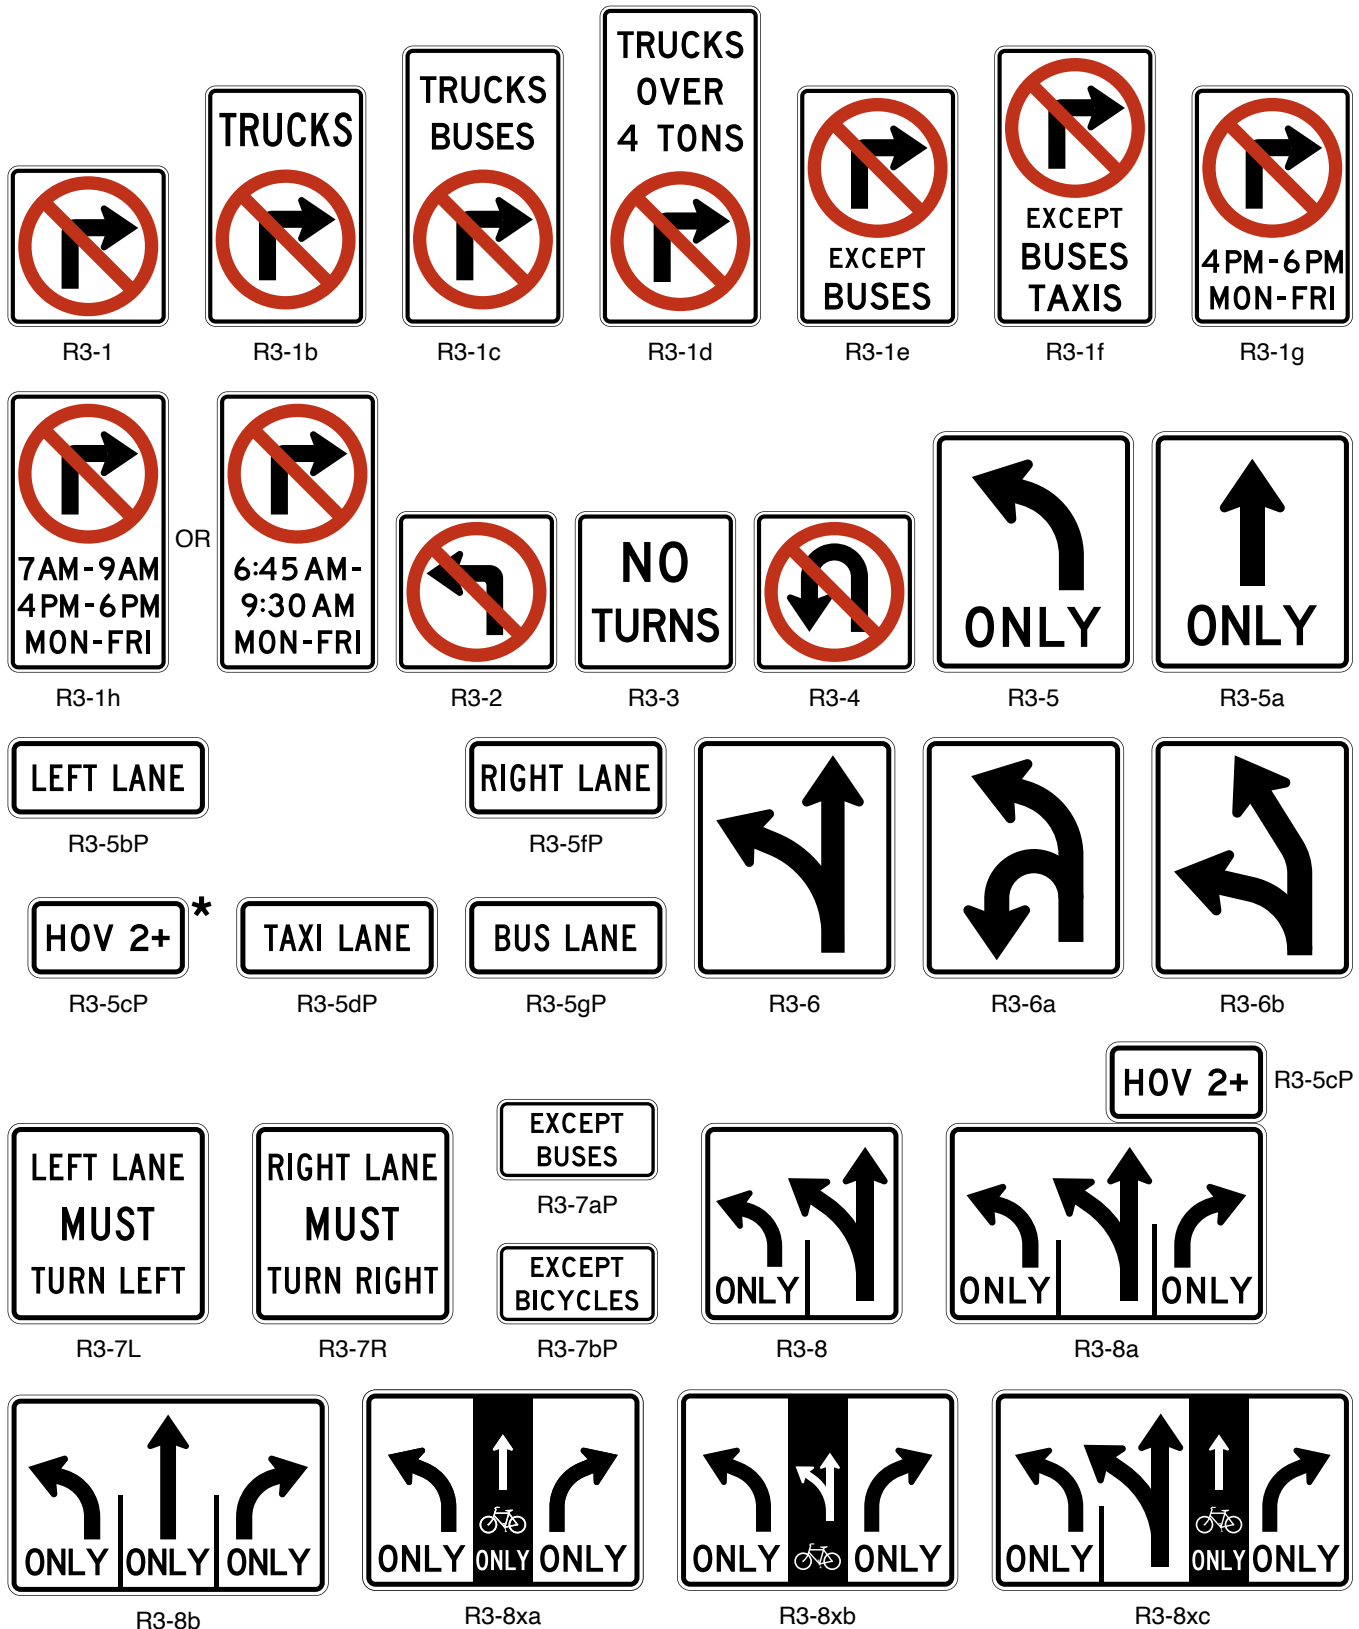 TRUCKS
TRUCKS
BUSES
TRUCKS
OVER
4 TONS
EXCEPT
BUSES
EXCEPT
BUSES
TAXIS
4PM-6PM
MON-FRI
R3-1
R3-1b
R3-1c
R3-1d
R3-1e
R3-1f
R3-1g
7AM-9AM
4PM-6PM
MON-FRI
OR
6:45 AM-
9:30 AM
MON-FRI
NO
TURNS
ONLY
ONLY
R3-1h
R3-2
R3-3
R3-4
R3-5
R3-5a
LEFT LANE
R3-5bP
RIGHT LANE
R3-5fP
HOV 2+ *
R3-5cP
TAXI LANE
R3-5dP
BUS LANE
R3-5gP
R3-6
R3-6a
R3-6b
HOV 2+
R3-5cP
LEFT LANE
MUST
TURN LEFT
R3-7L
RIGHT LANE
MUST
TURN RIGHT
R3-7R
EXCEPT
BUSES
R3-7aP
EXCEPT
BICYCLES
R3-7bP
ONLY
R3-8
ONLY ONLY
R3-8a
ONLY ONLY ONLY
R3-8b
ONLY ONLY ONLY
R3-8xa
ONLY ONLY
R3-8xb
ONLY ONLY ONLY
R3-8xc